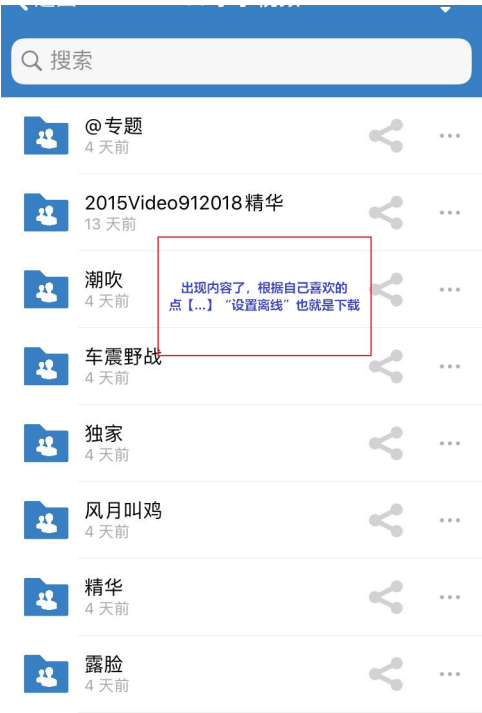 搜索
@专题
4 天前
2015Video912018精华
13 天前
潮吹
4 天前
出现内容了，根据自己喜欢的
点【...】“设置离线”也就是下载
车震野战
4 天前
独家
4 天前
风月叫鸡
4 天前
精华
4 天前
露脸
4 天前